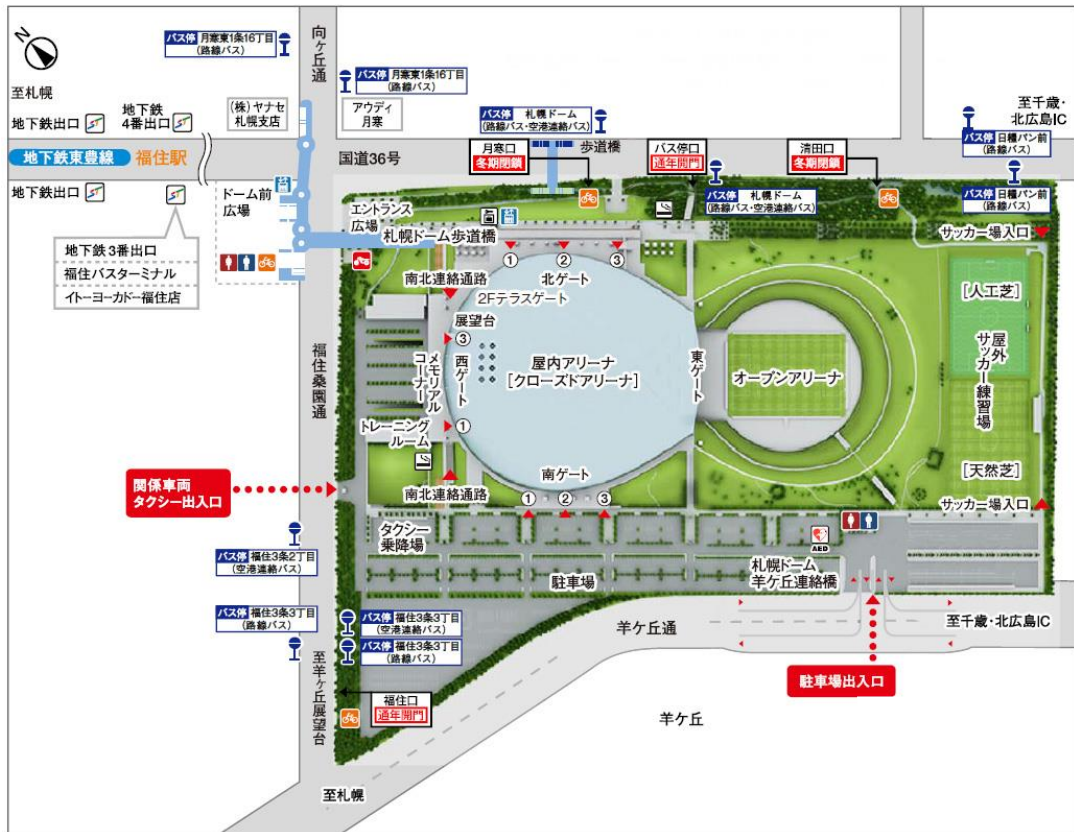 N
至札幌
地下鉄出口
地下鉄
4番出口
地下鉄東豊線
福住駅
地下鉄出口
地下鉄3番出口
福住バスターミナル
イトーヨーカドー福住店
バス停 月寒東1条16丁目
(路線バス)
向ヶ丘通
バス停 月寒東1条16丁目
(路線バス)
(株)ヤナセ
札幌支店
アウディ
月寒
国道36号
バス停 札幌ドーム
(路線バス・空港連絡バス)
歩道橋
月寒口
冬期閉鎖
バス停口
通年開門
清田口
冬期閉鎖
至千歳・
北広島IC
バス停 日糧パン前
(路線バス)
バス停 札幌ドーム
(路線バス・空港連絡バス)
バス停 日糧パン前
(路線バス)
ドーム前
広場
エントランス
広場
札幌ドーム歩道橋
サッカー場入口
① ② ③
北ゲート
南北連絡通路
2Fテラスゲート
展望台
③
メモリアル
コーナー
西ゲート
①
トレーニング
ルーム
屋内アリーナ
[クローズドアリーナ]
東ゲート
オープンアリーナ
[人工芝]
屋外
サッカー練習場
[天然芝]
福住桑園通
関係車両
タクシー出入口
南北連絡通路
南ゲート
① ② ③
サッカー場入口
タクシー
乗降場
AED
バス停 福住3条2丁目
(空港連絡バス)
駐車場
札幌ドーム
羊ケ丘連絡橋
バス停 福住3条3丁目
(路線バス)
バス停 福住3条3丁目
(空港連絡バス)
バス停 福住3条3丁目
(路線バス)
羊ケ丘通
至千歳・北広島IC
至羊ヶ丘展望台
福住口
通年開門
駐車場出入口
羊ケ丘
至札幌